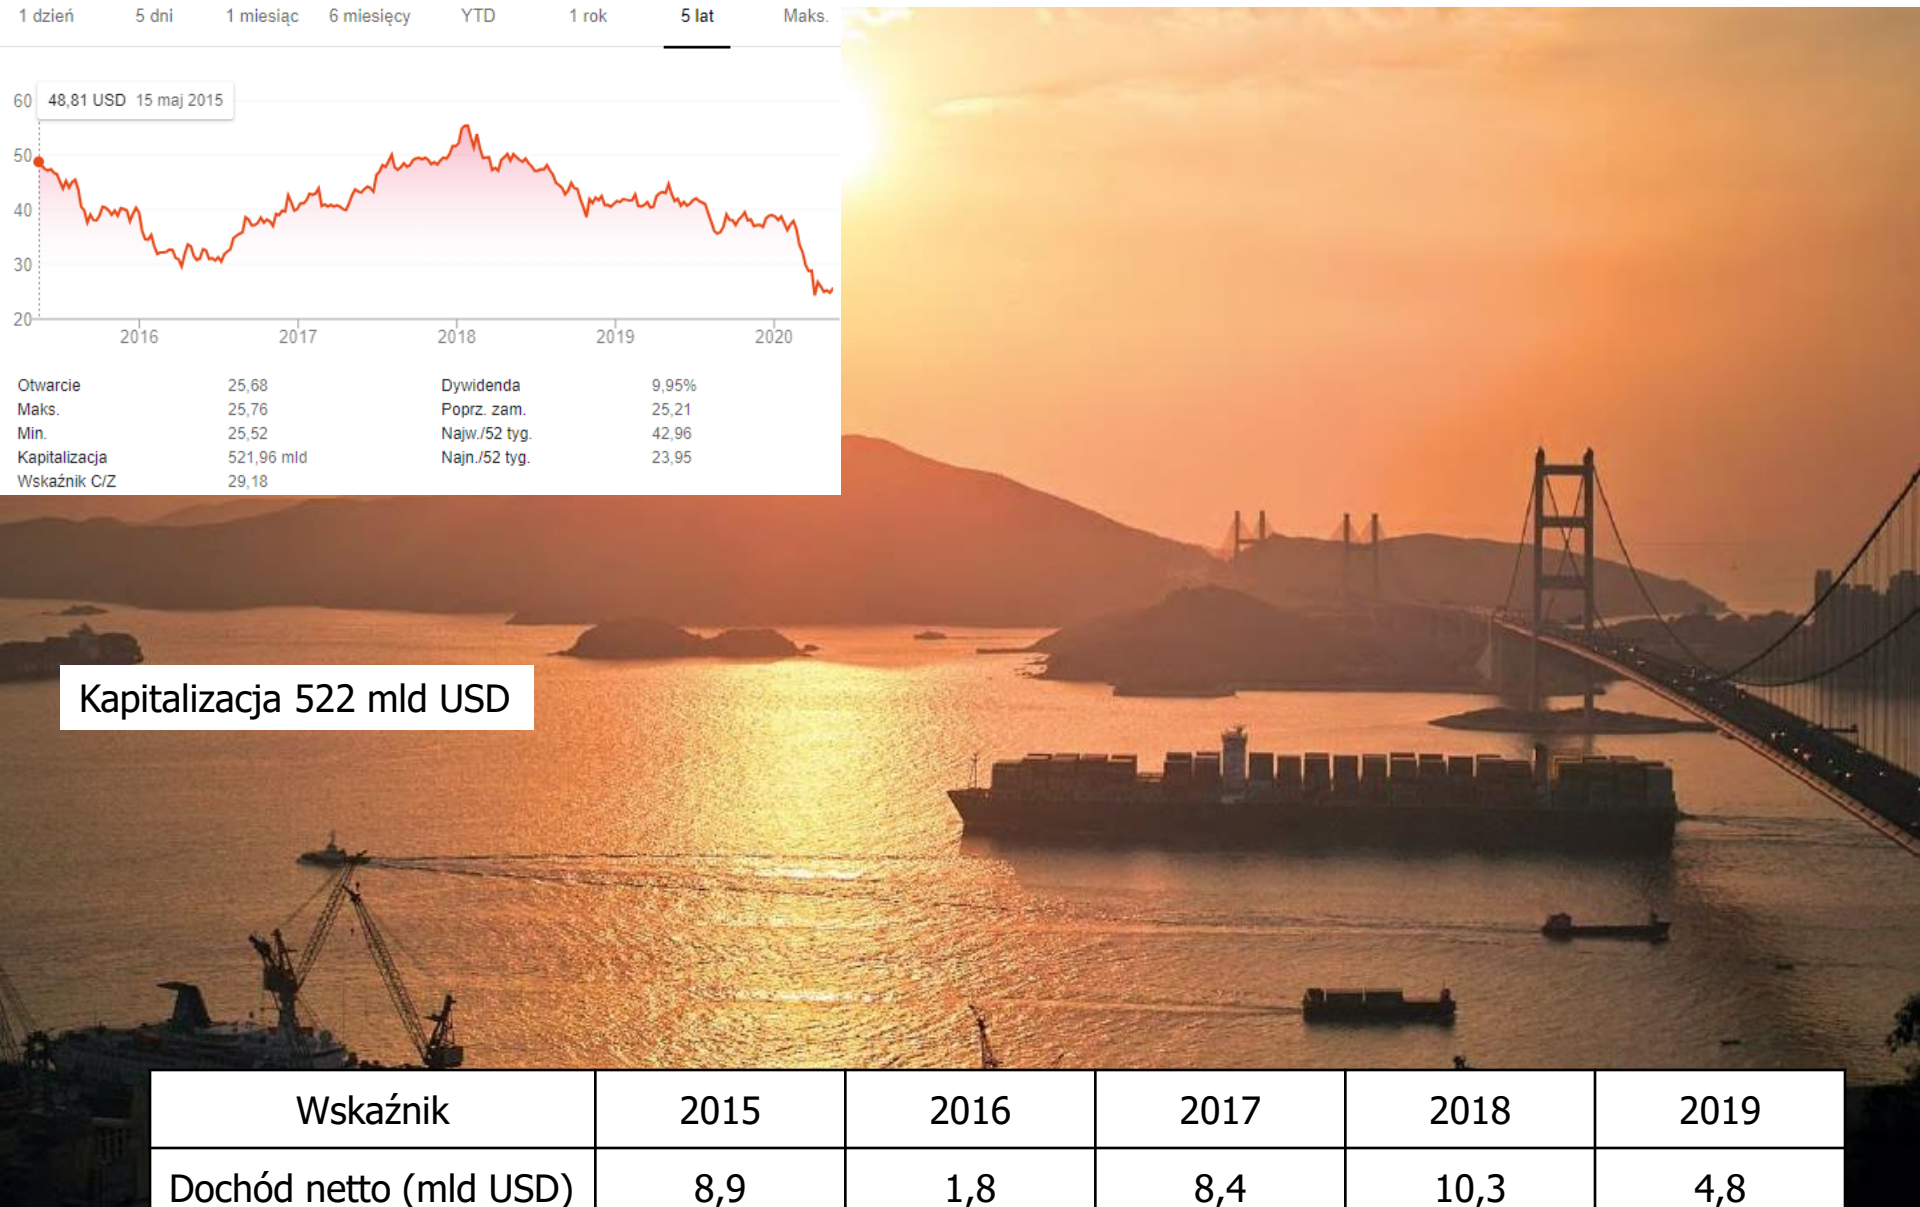 1 dzień 5 dni 1 miesiąc 6 miesięcy YTD 1 rok 5 lat Maks.
48,81 USD 15 maj 2015
60
50
40
30
20
2016 2017 2018 2019 2020
Otwarcie 25,68 Dywidenda 9,95%
Maks. 25,76 Poprz. zam. 25,21
Min. 25,52 Najw./52 tyg. 42,96
Kapitalizacja 521,96 mld Najn./52 tyg. 23,95
Wskaźnik C/Z 29,18
Kapitalizacja 522 mld USD
Wskaźnik 2015 2016 2017 2018 2019
Dochód netto (mld USD) 8,9 1,8 8,4 10,3 4,8